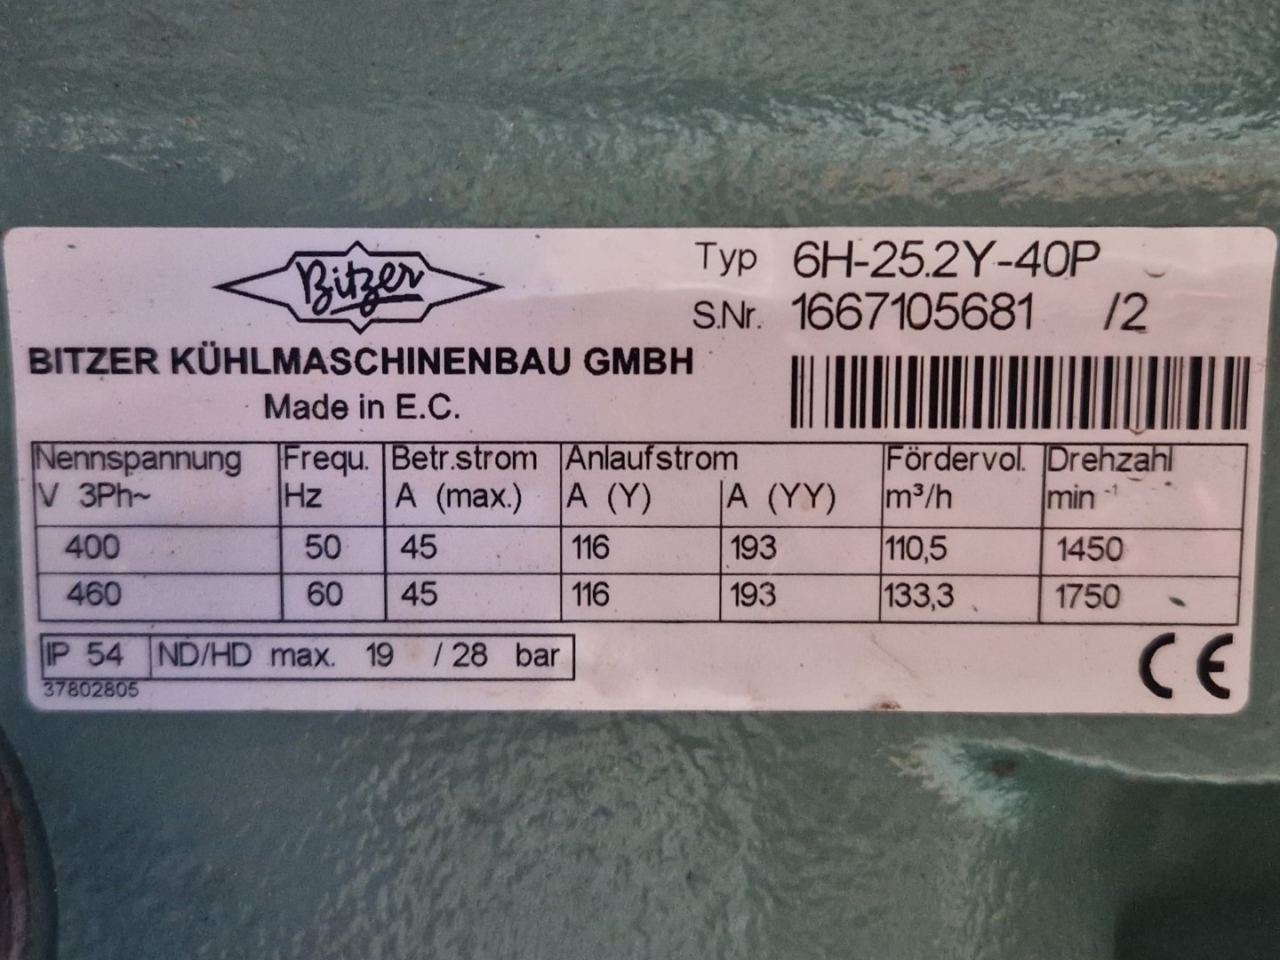 Bitzer
Typ 6H-25.2Y-40P
S.Nr. 1667105681 /2
BITZER KÜHLMASCHINENBAU GMBH
Made in E.C.
Nennspannung Frequ. Betr.strom Anlaufstrom Fördervol. Drehzahl
V 3Ph~ Hz A (max.) A (Y) A (YY) m³/h min ⁻¹
400 50 45 116 193 110,5 1450
460 60 45 116 193 133,3 1750
IP 54 ND/HD max. 19 / 28 bar
37802805
CE